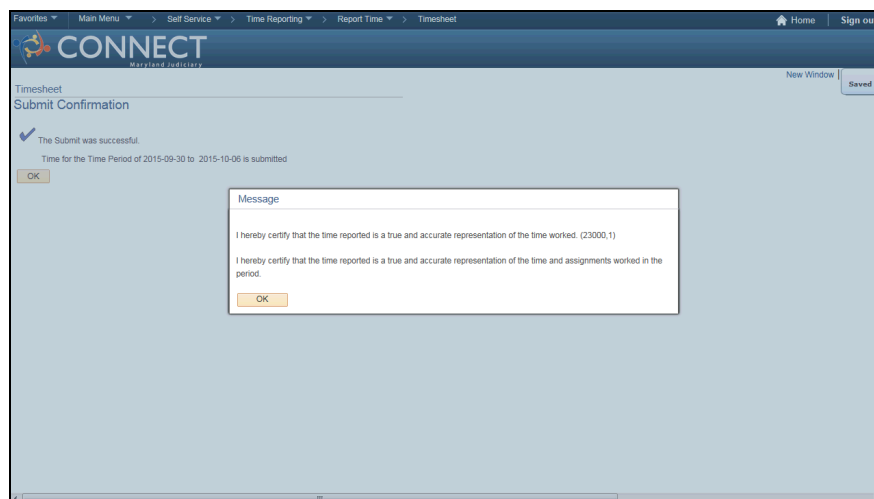 Favorites Main Menu > Self Service > Time Reporting > Report Time > Timesheet Home Sign ou
CONNECT
Maryland Judiciary
New Window
Saved
Timesheet
Submit Confirmation
The Submit was successful.
Time for the Time Period of 2015-09-30 to 2015-10-06 is submitted
OK
Message
I hereby certify that the time reported is a true and accurate representation of the time worked. (23000,1)
I hereby certify that the time reported is a true and accurate representation of the time and assignments worked in the
period.
OK